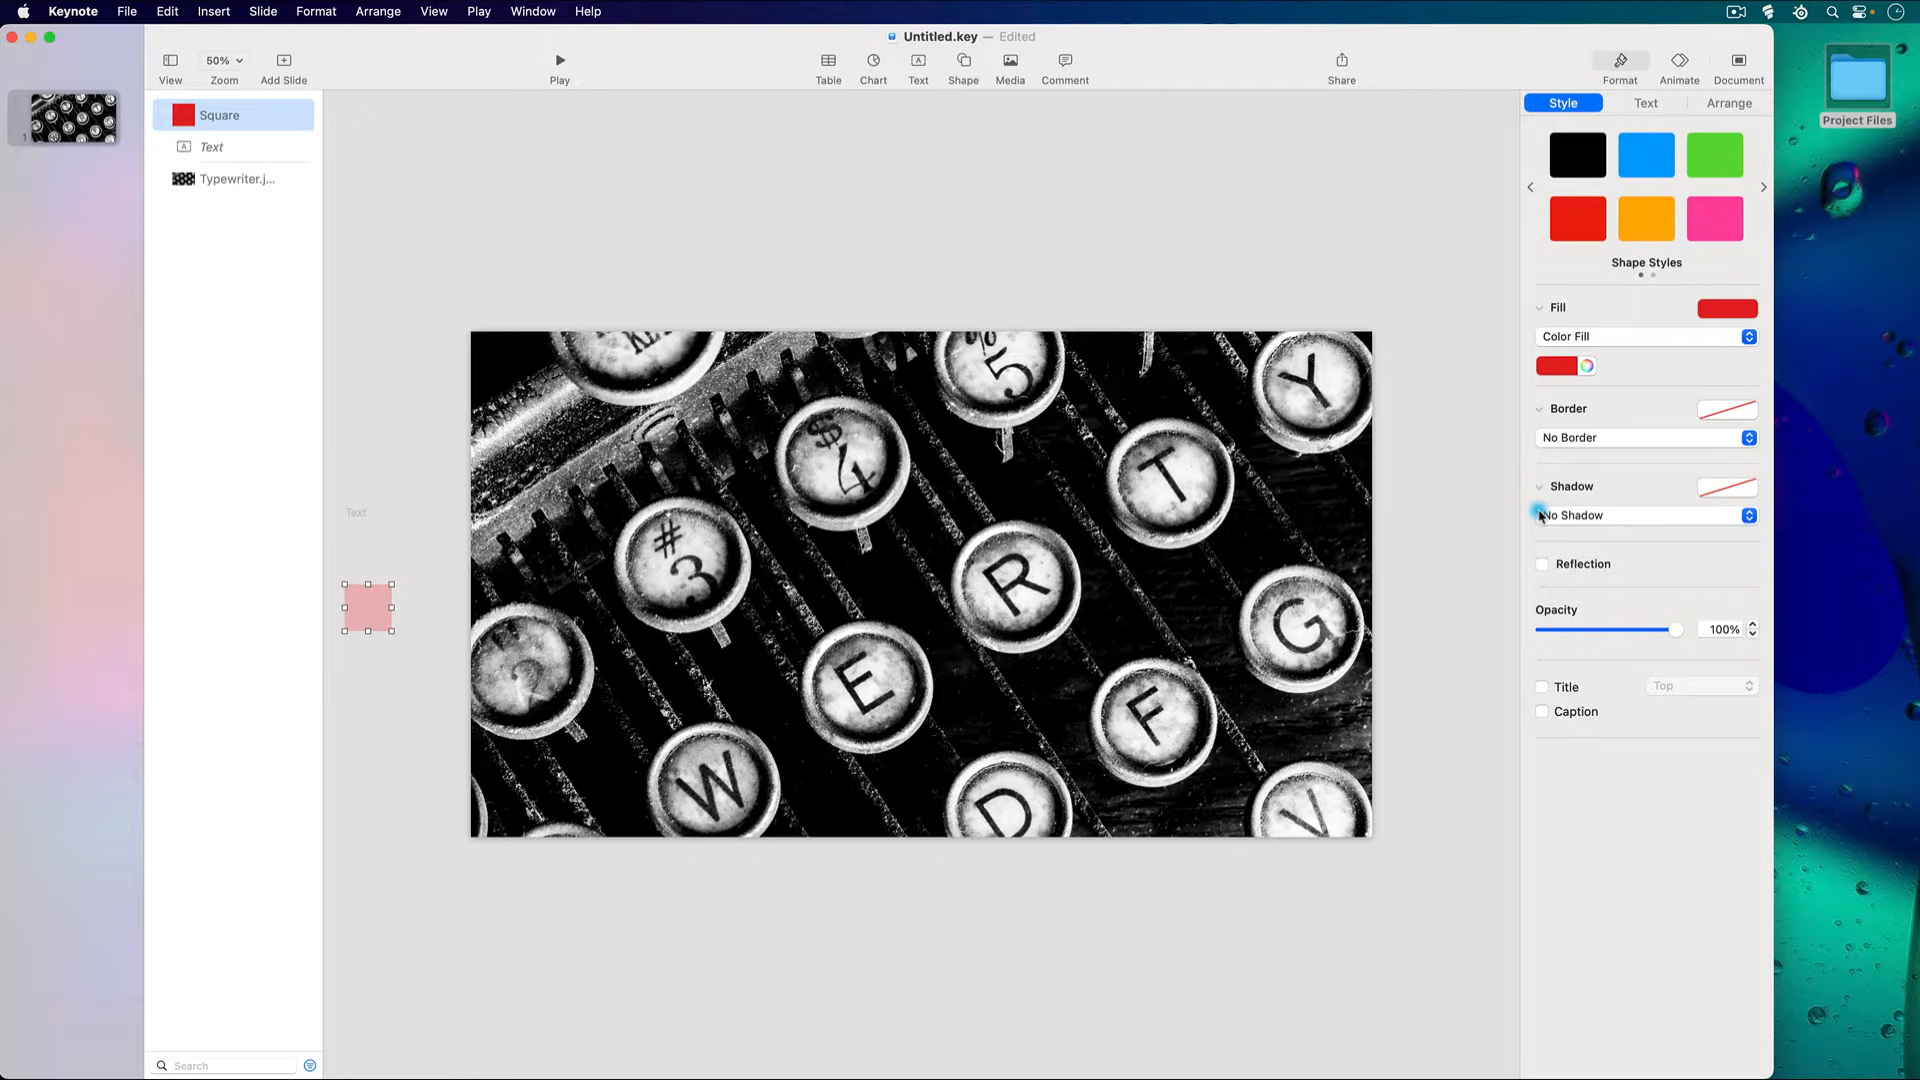 Keynote File Edit Insert Slide Format Arrange View Play Window Help
Untitled.key — Edited
50%
View Zoom Add Slide Play Table Chart Text Shape Media Comment Share Format Animate Document
Project Files
1
Square
Text
Typewriter.j...
Search
Text
% 5
Y
$ 4
T
# 3
R
G
E
F
W
D
V
Style Text Arrange
Shape Styles
Fill
Color Fill
Border
No Border
Shadow
No Shadow
Reflection
Opacity
100%
Title Top
Caption